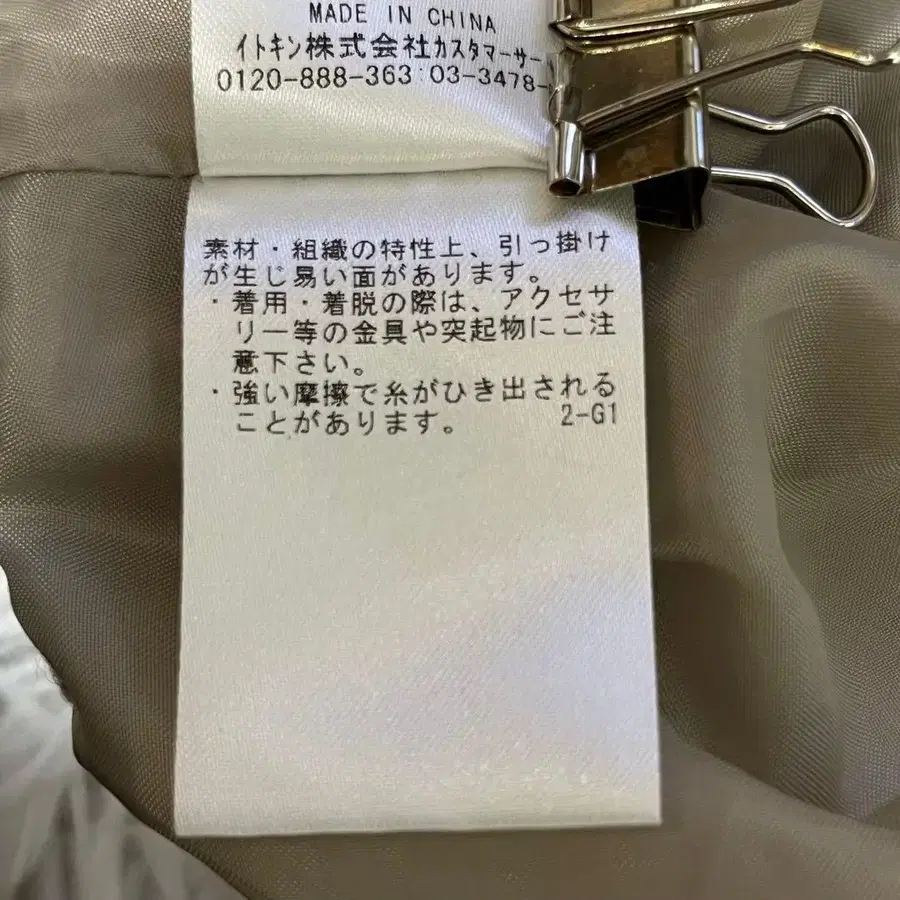 MADE IN CHINA
イトキン株式会社カスタマーサー
0120-888-363 03-3478-
素材・組織の特性上、引っ掛け
が生じ易い面があります。
・着用・着脱の際は、アクセサ
リー等の金具や突起物にご注
意下さい。
・強い摩擦で糸がひき出される
ことがあります。 2-G1